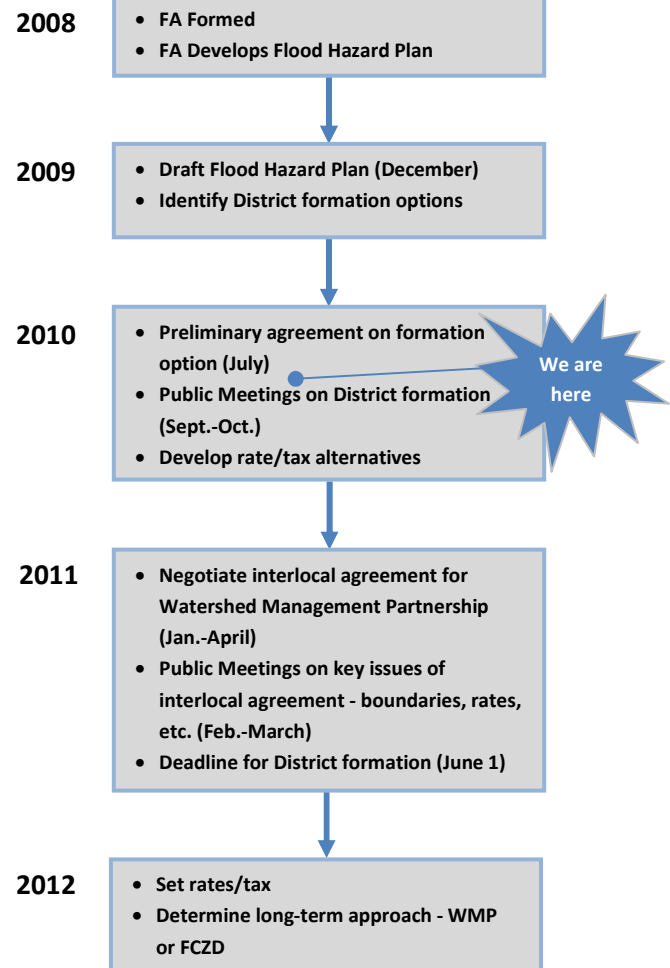 2008
• FA Formed
• FA Develops Flood Hazard Plan
2009
• Draft Flood Hazard Plan (December)
• Identify District formation options
2010
• Preliminary agreement on formation
option (July)
• Public Meetings on District formation
(Sept.-Oct.)
• Develop rate/tax alternatives
We are
here
2011
• Negotiate interlocal agreement for
Watershed Management Partnership
(Jan.-April)
• Public Meetings on key issues of
interlocal agreement - boundaries, rates,
etc. (Feb.-March)
• Deadline for District formation (June 1)
2012
• Set rates/tax
• Determine long-term approach - WMP
or FCZD